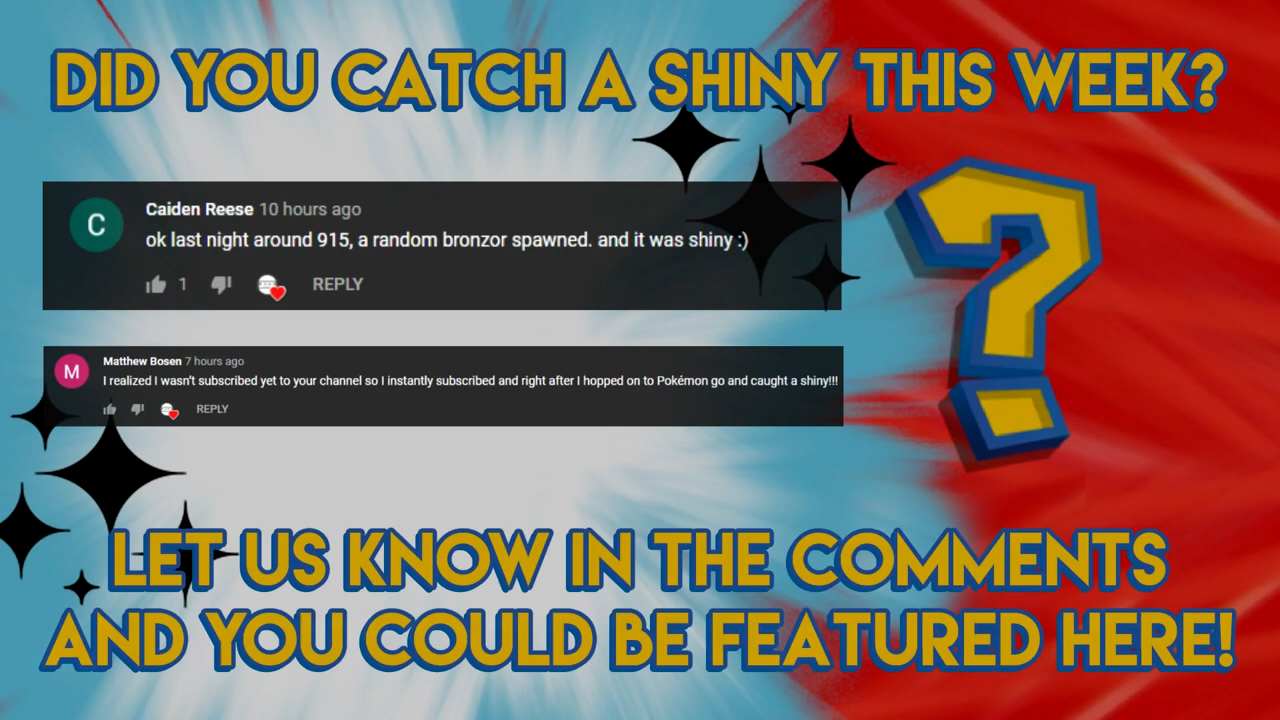 DID YOU CATCH A SHINY THIS WEEK?
C
Caiden Reese 10 hours ago
ok last night around 915, a random bronzor spawned. and it was shiny :)
1 REPLY
M
Matthew Bosen 7 hours ago
I realized I wasn't subscribed yet to your channel so I instantly subscribed and right after I hopped on to Pokémon go and caught a shiny!!!
REPLY
?
LET US KNOW IN THE COMMENTS
AND YOU COULD BE FEATURED HERE!